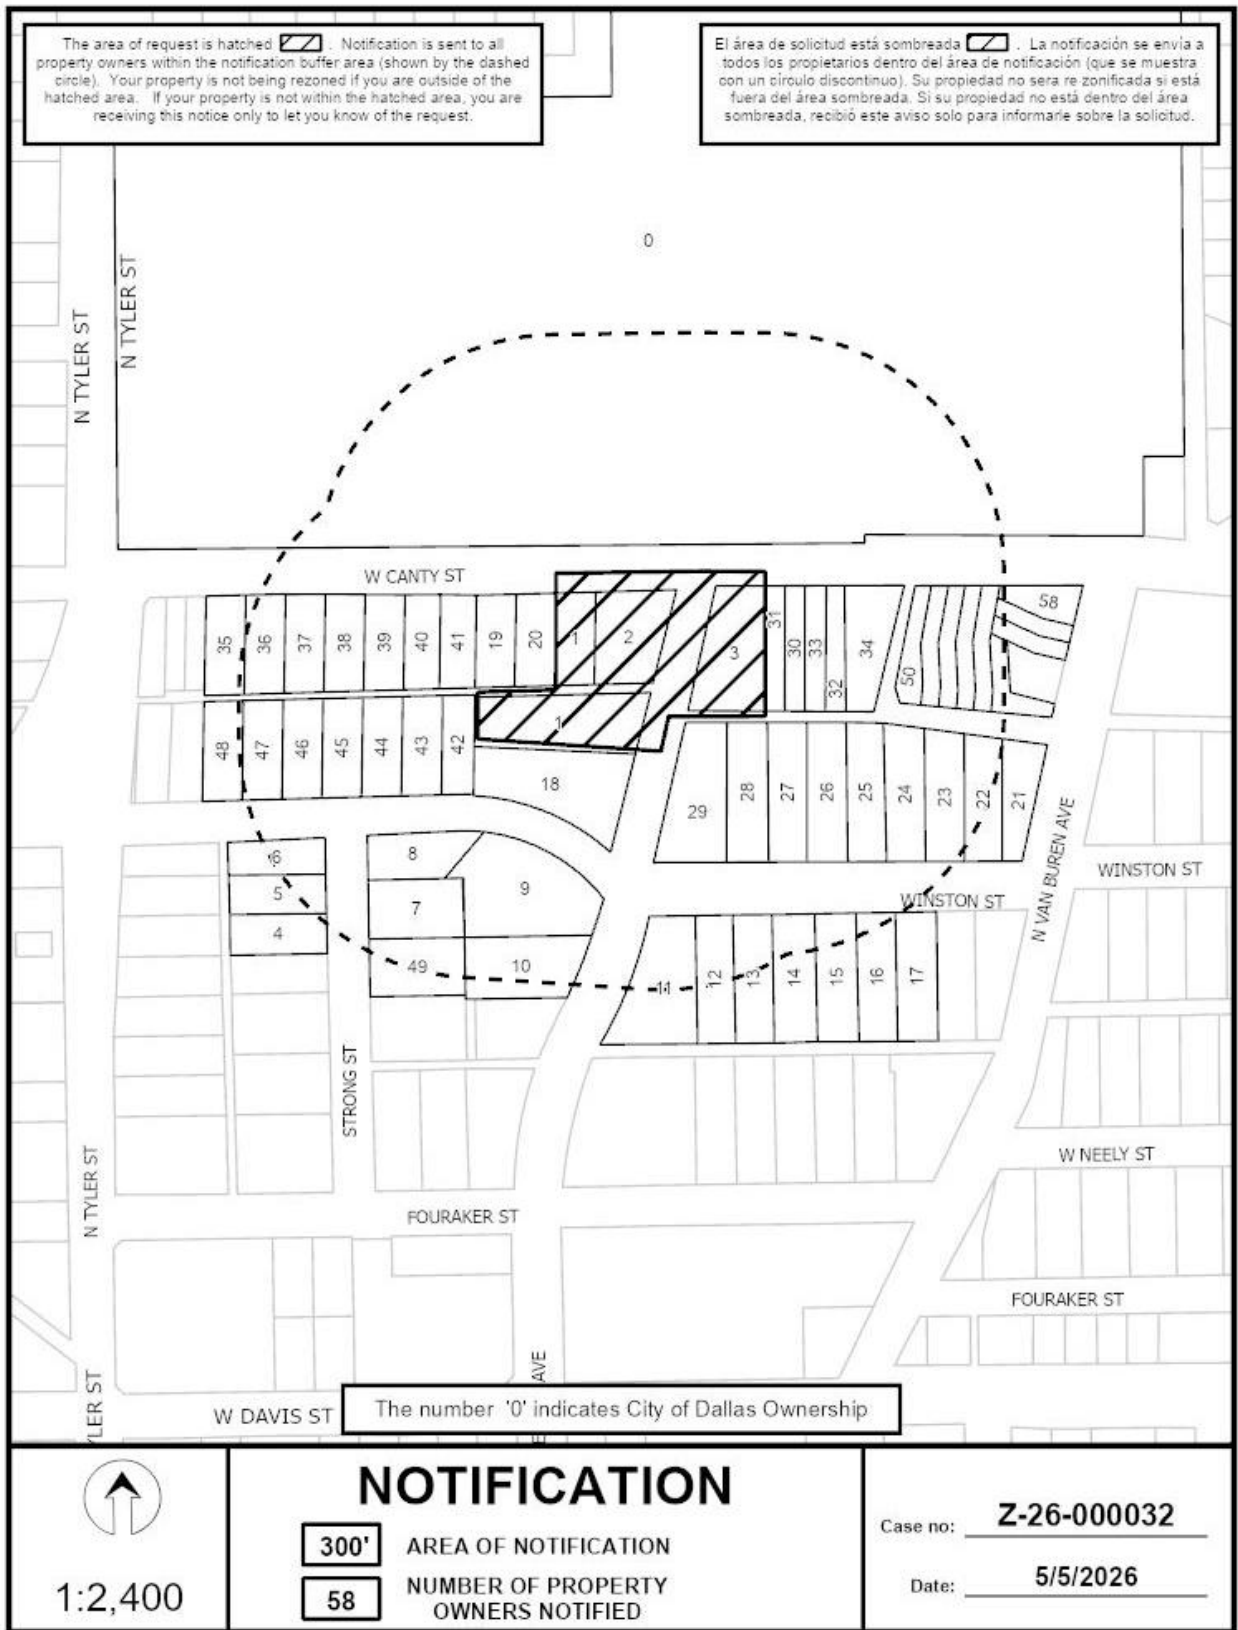 The area of request is hatched . Notification is sent to all
property owners within the notification buffer area (shown by the dashed
circle). Your property is not being rezoned if you are outside of the
hatched area. If your property is not within the hatched area, you are
receiving this notice only to let you know of the request.
El área de solicitud está sombreada . La notificación se envía a
todos los propietarios dentro del área de notificación (que se muestra
con un círculo discontinuo). Su propiedad no sera re zonificada si está
fuera del área sombreada. Si su propiedad no está dentro del área
sombreada, recibió este aviso solo para informarle sobre la solicitud.
0
N TYLER ST
N TYLER ST
W CANTY ST
35
36
37
38
39
40
41
19
20
1
2
3
31
30
33
32
34
50
58
48
47
46
45
44
43
42
1
18
29
28
27
26
25
24
23
22
21
6
5
4
8
7
9
49
10
11
12
13
14
15
16
17
WINSTON ST
WINSTON ST
N VAN BUREN AVE
STRONG ST
N TYLER ST
W NEELY ST
FOURAKER ST
FOURAKER ST
YLER ST
W DAVIS ST
E AVE
The number '0' indicates City of Dallas Ownership
1:2,400
NOTIFICATION
300' AREA OF NOTIFICATION
58 NUMBER OF PROPERTY
OWNERS NOTIFIED
Case no: Z-26-000032
Date: 5/5/2026